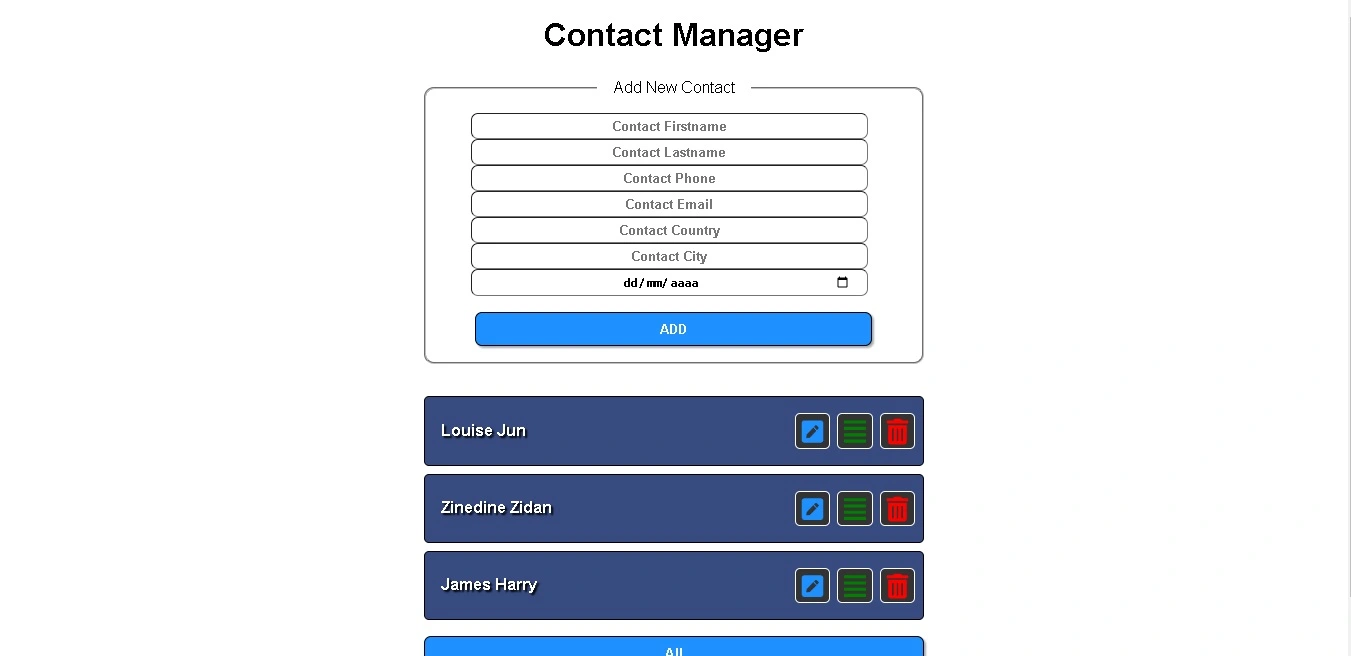 Contact Manager
Add New Contact
Contact Firstname
Contact Lastname
Contact Phone
Contact Email
Contact Country
Contact City
dd/mm/aaaa
ADD
Louise Jun
Zinedine Zidan
James Harry
All